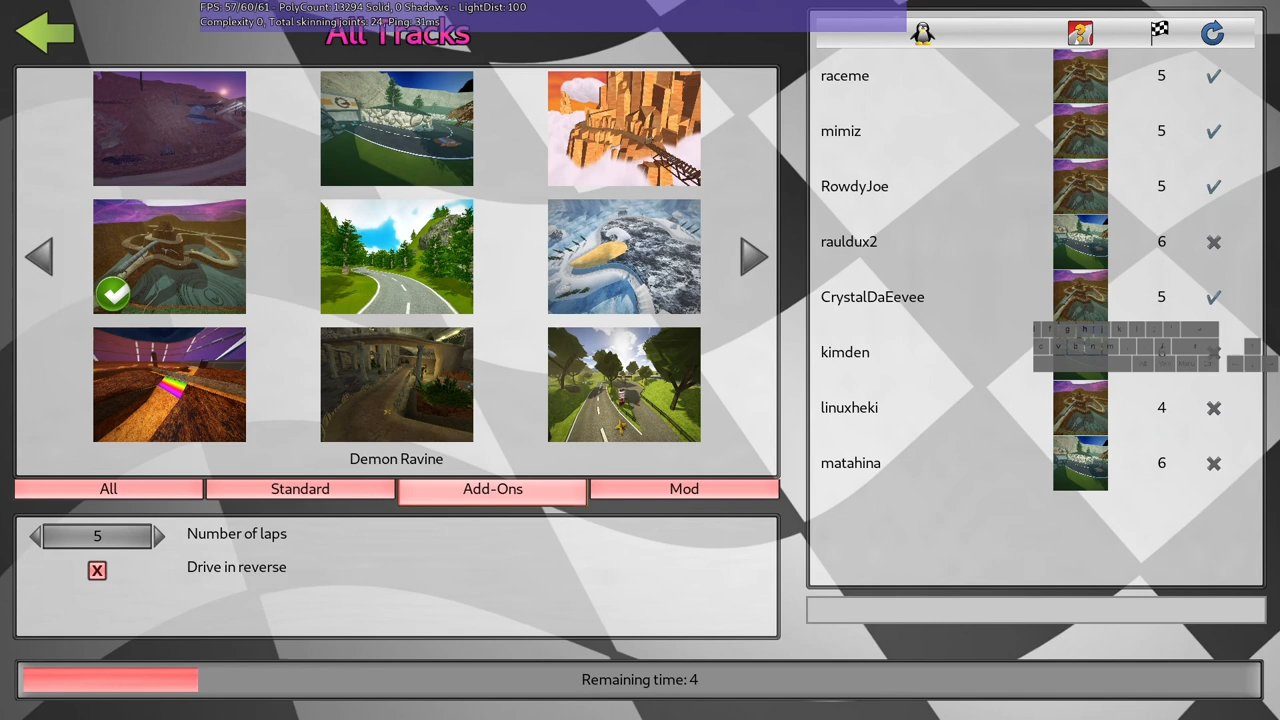 FPS: 57/60/61 - PolyCount: 13294 Solid, 0 Shadows - LightDist: 100
Complexity 0, Total skinning joints: 24, Ping: 31ms
All Tracks
raceme 5
mimiz 5
RowdyJoe 5
rauldux2 6
CrystalDaEevee 5
kimden
linuxheki 4
matahina 6
Demon Ravine
All Standard Add-Ons Mod
5 Number of laps
X Drive in reverse
Remaining time: 4